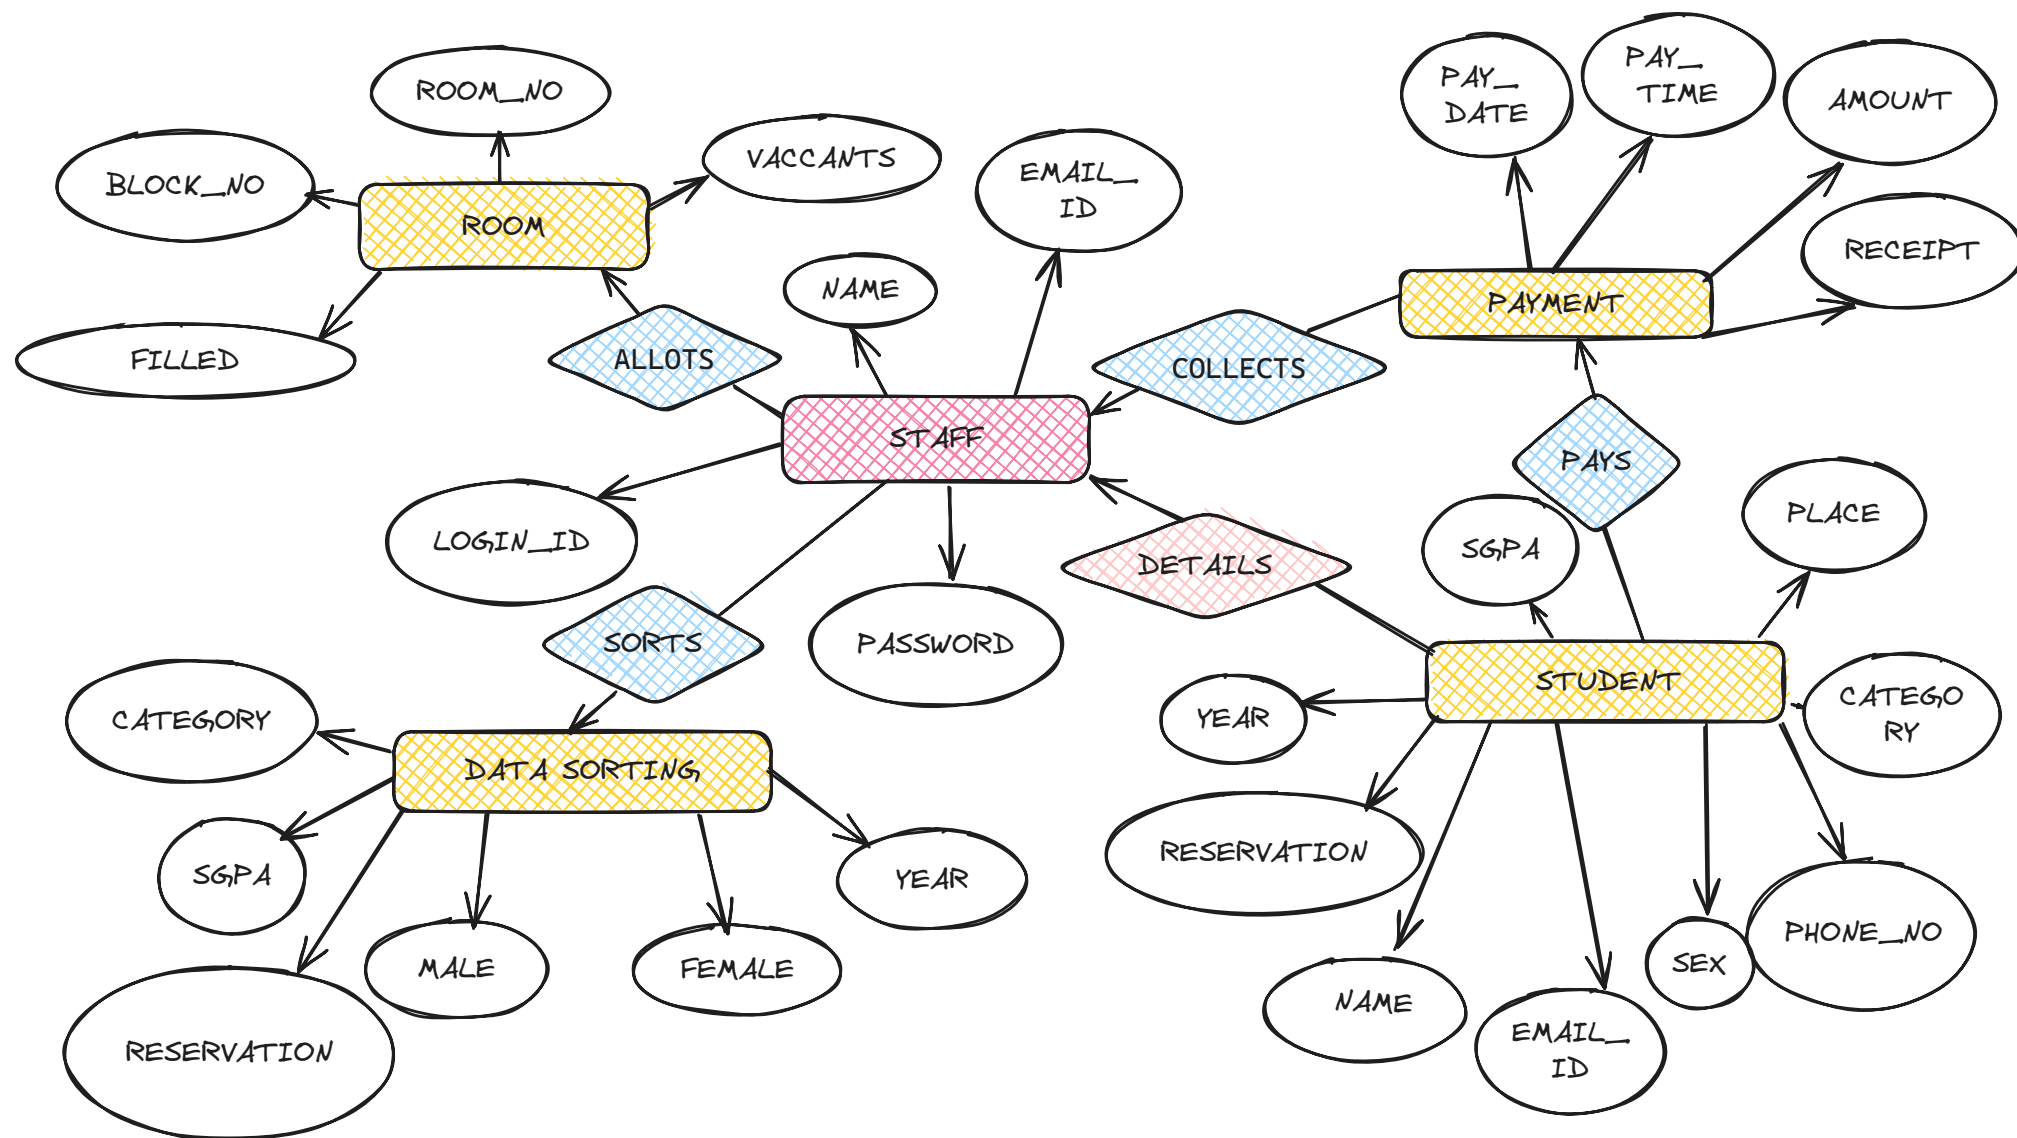 ROOM_NO
BLOCK_NO
VACCANTS
ROOM
FILLED
ALLOTS
NAME
EMAIL_
ID
PAY_
DATE
PAY_
TIME
AMOUNT
RECEIPT
PAYMENT
COLLECTS
STAFF
PAYS
LOGIN_ID
PASSWORD
DETAILS
SORTS
SGPA
PLACE
STUDENT
YEAR
CATEGO
RY
RESERVATION
NAME
EMAIL_
ID
SEX
PHONE_NO
CATEGORY
DATA SORTING
SGPA
YEAR
MALE
FEMALE
RESERVATION